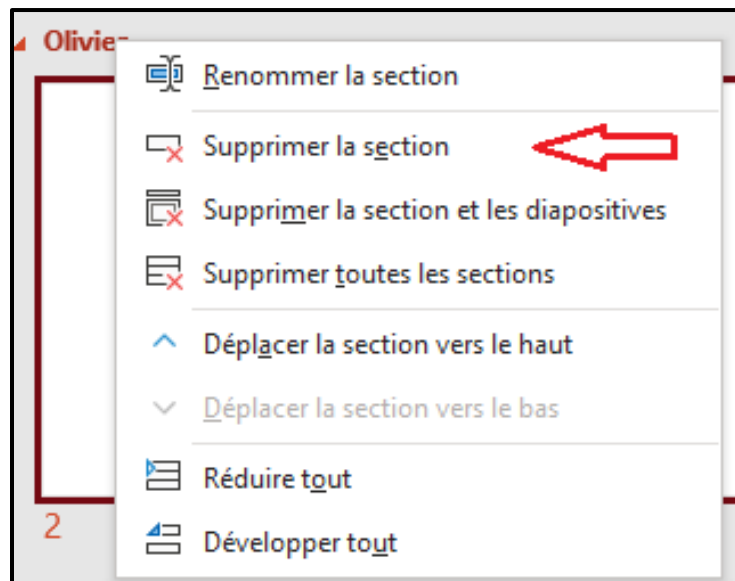 Olivier
Renommer la section
Supprimer la section
Supprimer la section et les diapositives
Supprimer toutes les sections
Déplacer la section vers le haut
Déplacer la section vers le bas
Réduire tout
2
Développer tout